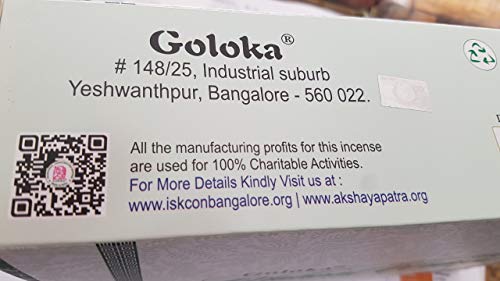 Goloka®
# 148/25, Industrial suburb
Yeshwanthpur, Bangalore - 560 022.
All the manufacturing profits for this incense
are used for 100% Charitable Activities.
For More Details Kindly Visit us at :
www.iskconbangalore.org | www.akshayapatra.org
Goloka